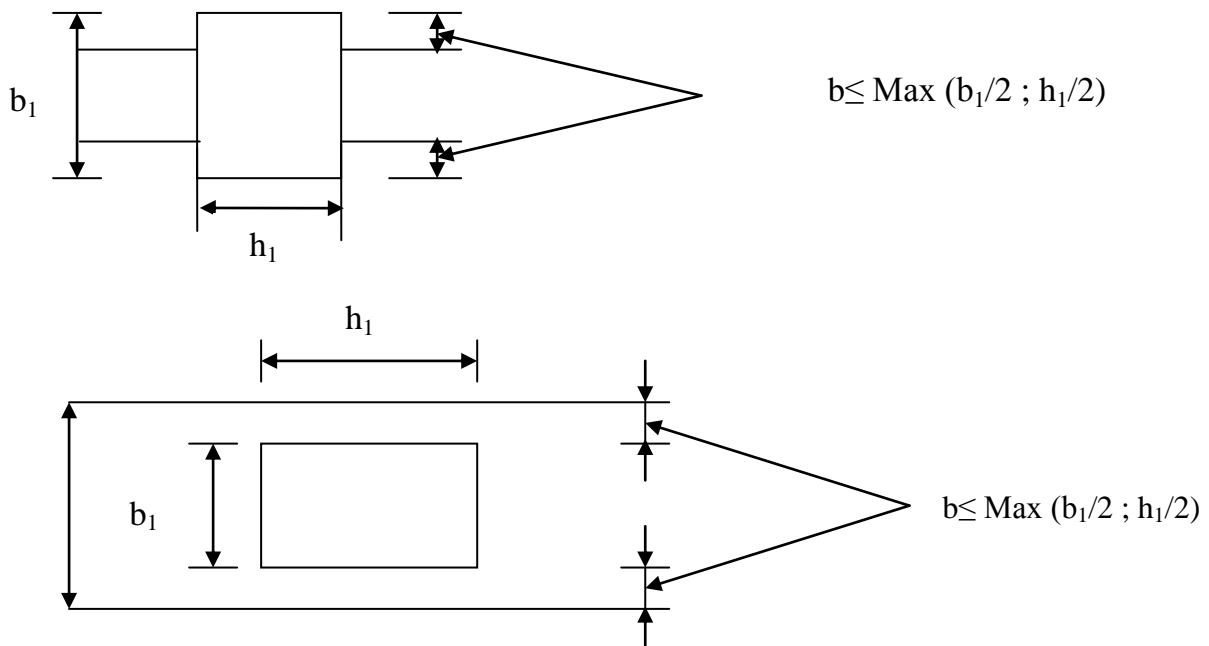 b₁
b≤ Max (b₁/2 ; h₁/2)
h₁
h₁
b₁
b≤ Max (b₁/2 ; h₁/2)